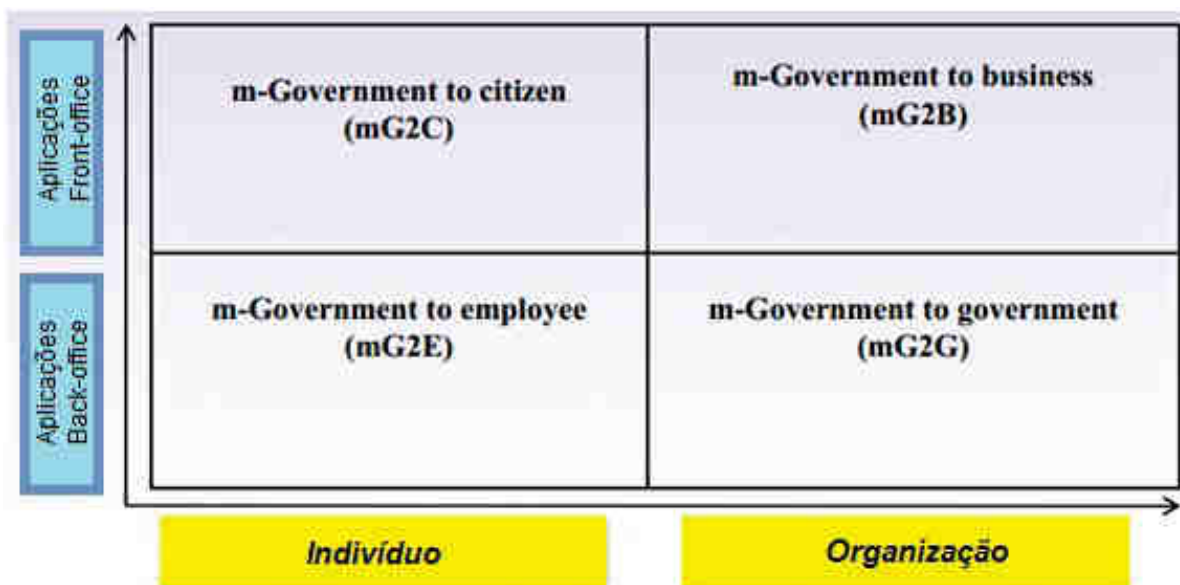 Aplicações
Front-office
m-Government to citizen
(mG2C)
m-Government to business
(mG2B)
Aplicações
Back-office
m-Government to employee
(mG2E)
m-Government to government
(mG2G)
Indivíduo
Organização